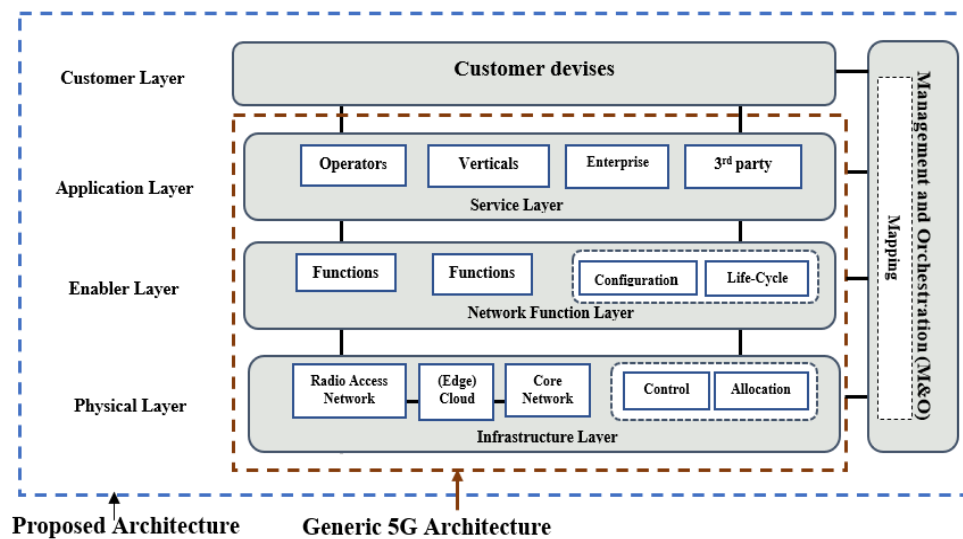 Customer Layer
Customer devises
Application Layer
Operators
Verticals
Enterprise
3rd party
Service Layer
Enabler Layer
Functions
Functions
Configuration
Life-Cycle
Network Function Layer
Physical Layer
Radio Access
Network
(Edge)
Cloud
Core
Network
Control
Allocation
Infrastructure Layer
Management and Orchestration (M&O)
Mapping
Proposed Architecture
Generic 5G Architecture